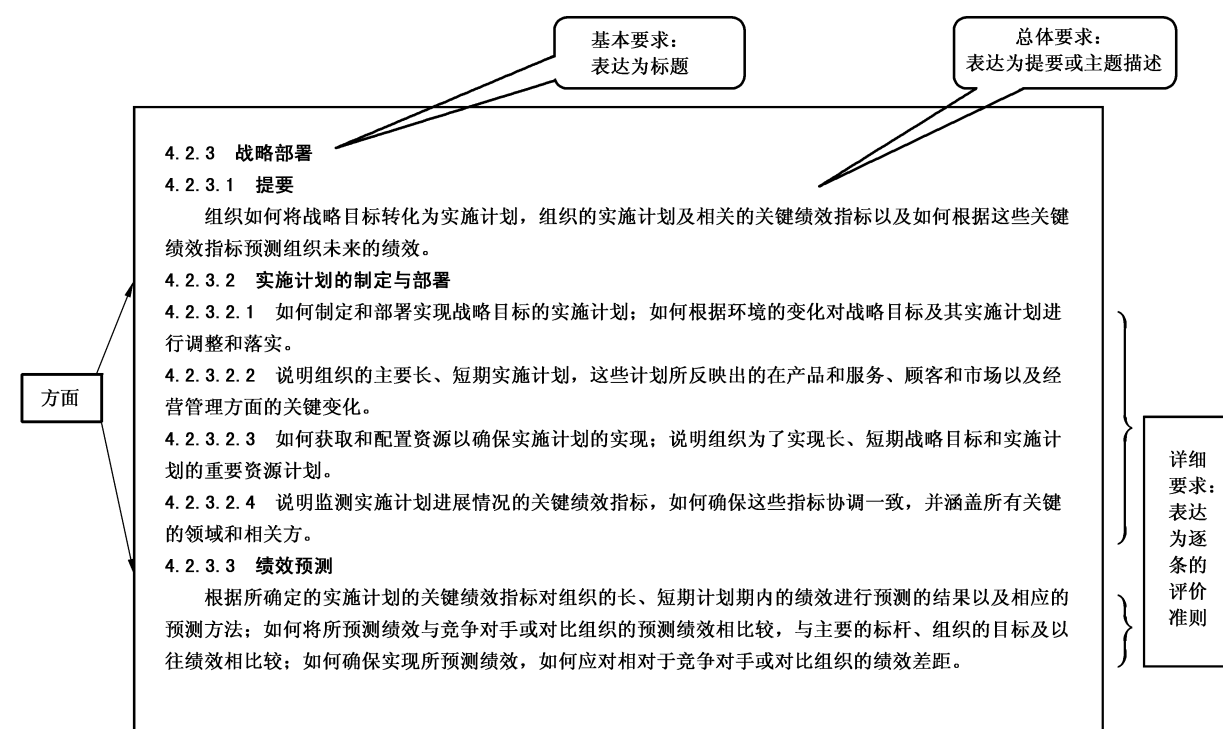 基本要求：
表达为标题
总体要求：
表达为提要或主题描述
4.2.3 战略部署
4.2.3.1 提要
组织如何将战略目标转化为实施计划，组织的实施计划及相关的关键绩效指标以及如何根据这些关键
绩效指标预测组织未来的绩效。
4.2.3.2 实施计划的制定与部署
4.2.3.2.1 如何制定和部署实现战略目标的实施计划；如何根据环境的变化对战略目标及其实施计划进
行调整和落实。
4.2.3.2.2 说明组织的主要长、短期实施计划，这些计划所反映出的在产品和服务、顾客和市场以及经
营管理方面的关键变化。
4.2.3.2.3 如何获取和配置资源以确保实施计划的实现；说明组织为了实现长、短期战略目标和实施计
划的重要资源计划。
4.2.3.2.4 说明监测实施计划进展情况的关键绩效指标，如何确保这些指标协调一致，并涵盖所有关键
的领域和相关方。
4.2.3.3 绩效预测
根据所确定的实施计划的关键绩效指标对组织的长、短期计划期内的绩效进行预测的结果以及相应的
预测方法；如何将所预测绩效与竞争对手或对比组织的预测绩效相比较，与主要的标杆、组织的目标及以
往绩效相比较；如何确保实现所预测绩效，如何应对相对于竞争对手或对比组织的绩效差距。
方面
详细
要求：
表达
为逐
条的
评价
准则